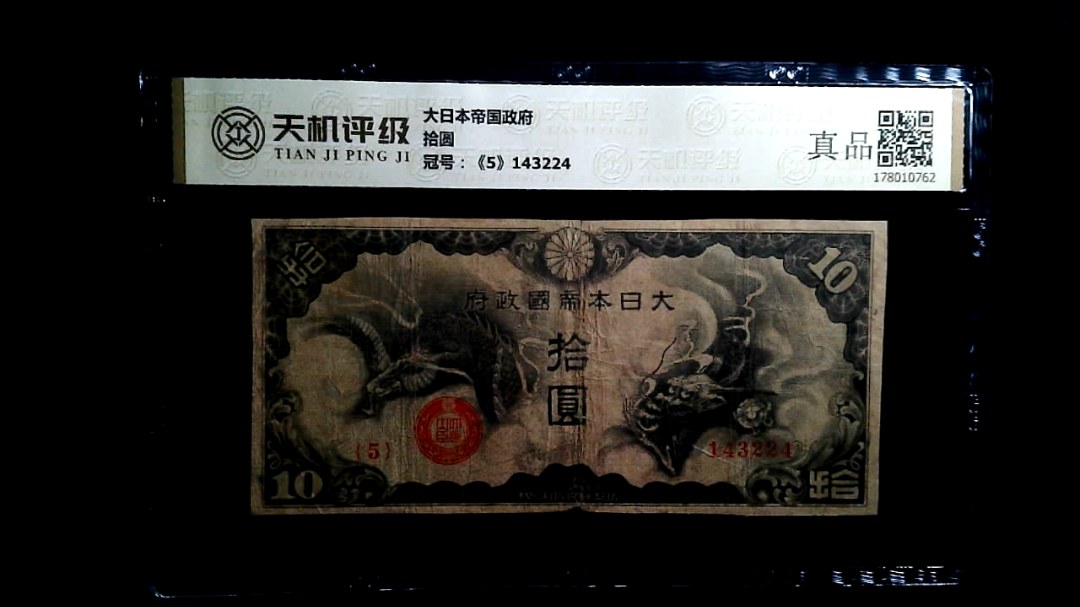 天机评级
TIAN JI PING JI
大日本帝国政府
拾圆
冠号：《5》143224
真品
178010762
拾
10
府政國帝本日大
拾
圓
{5}
143224
10
拾